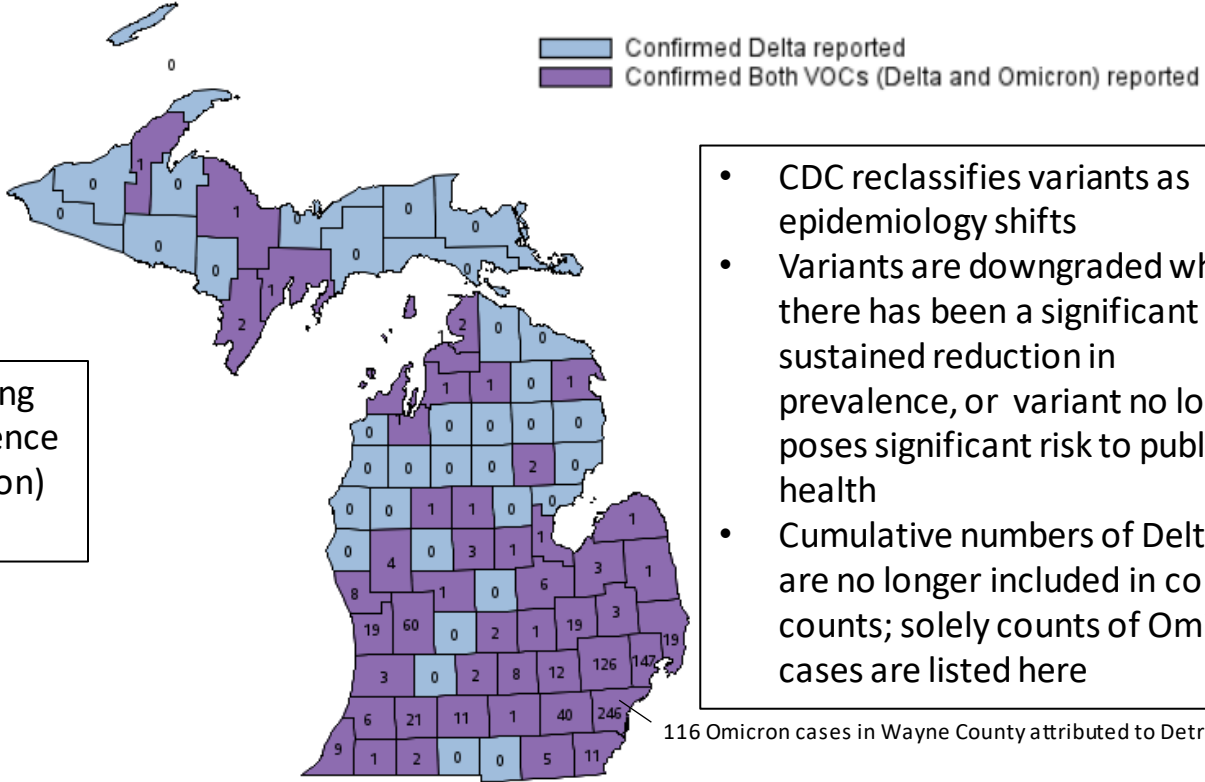 Confirmed Delta reported
Confirmed Both VOCs (Delta and Omicron) reported
0
1 0 0
0 1 0 0 0
0 0 0 0
2 1
ng
ence
on)
1 2 0 0
1 1 0 1
0 0 0 0 0
0 0 0 0 2 0
0 0 1 1 0 0
0 4 0 3 1 1 1
8 1 0 6 3 1
19 60 0 2 1 19 3 19
3 0 2 8 12 126 147
6 21 11 1 40 246
9 1 2 0 0 5 11
• CDC reclassifies variants as
epidemiology shifts
• Variants are downgraded wh
there has been a significant
sustained reduction in
prevalence, or variant no lo
poses significant risk to publ
health
• Cumulative numbers of Delt
are no longer included in co
counts; solely counts of Om
cases are listed here
116 Omicron cases in Wayne County attributed to Detr